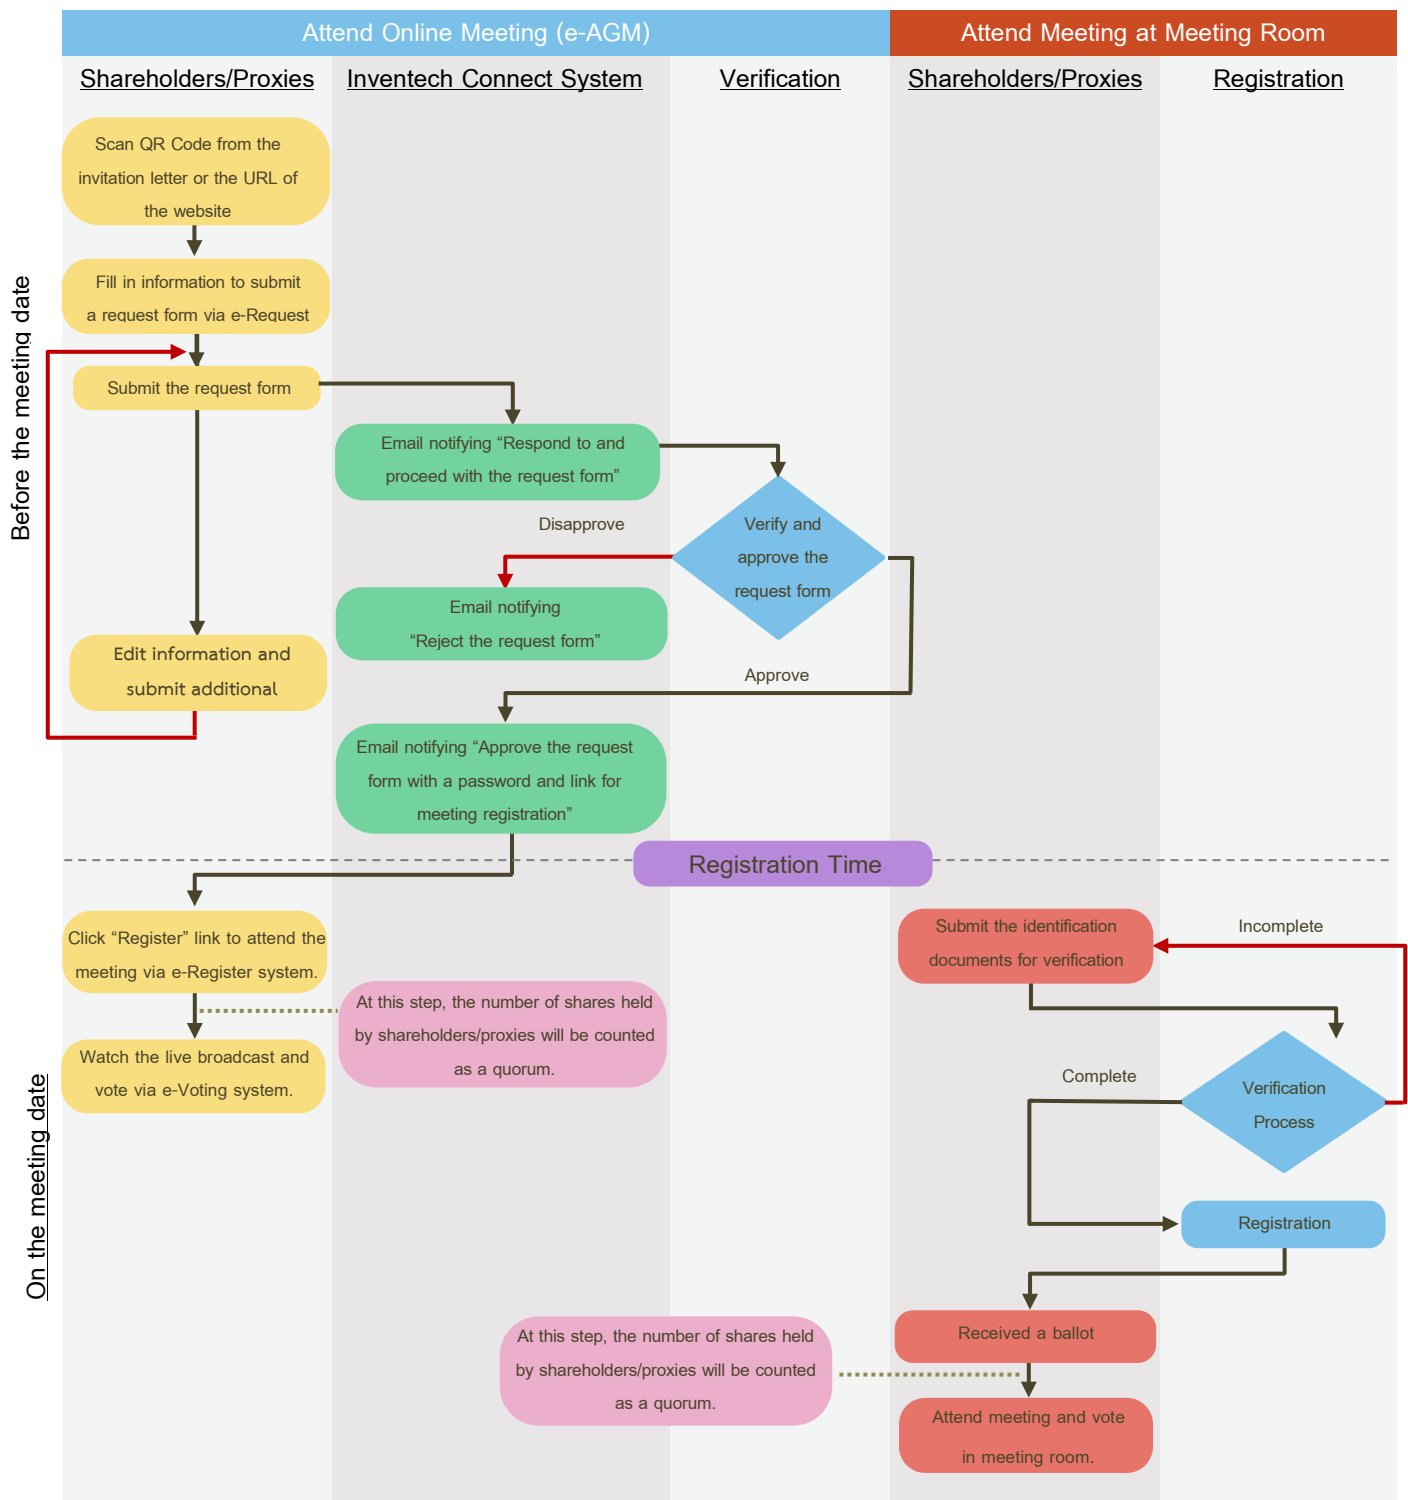 Attend Online Meeting (e-AGM)
Attend Meeting at Meeting Room
Shareholders/Proxies
Inventech Connect System
Verification
Shareholders/Proxies
Registration
Before the meeting date
Scan QR Code from the
invitation letter or the URL of
the website
Fill in information to submit
a request form via e-Request
Submit the request form
Email notifying “Respond to and
proceed with the request form”
Disapprove
Verify and
approve the
request form
Email notifying
“Reject the request form”
Edit information and
submit additional
Approve
Email notifying “Approve the request
form with a password and link for
meeting registration”
Registration Time
On the meeting date
Click “Register” link to attend the
meeting via e-Register system.
At this step, the number of shares held
by shareholders/proxies will be counted
as a quorum.
Watch the live broadcast and
vote via e-Voting system.
Submit the identification
documents for verification
Incomplete
Complete
Verification
Process
Registration
Received a ballot
At this step, the number of shares held
by shareholders/proxies will be counted
as a quorum.
Attend meeting and vote
in meeting room.